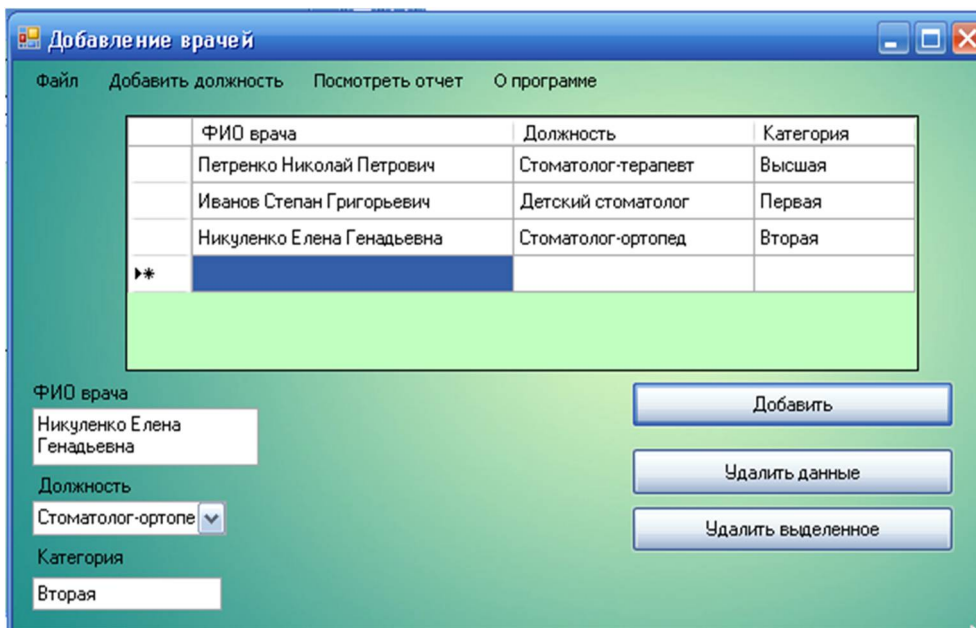 Добавление врачей
Файл Добавить должность Посмотреть отчет О программе
ФИО врача Должность Категория
Петренко Николай Петрович Стоматолог-терапевт Высшая
Иванов Степан Григорьевич Детский стоматолог Первая
Никуленко Елена Генадьевна Стоматолог-ортопед Вторая
ФИО врача
Никуленко Елена
Генадьевна
Должность
Стоматолог-ортопе
Категория
Вторая
Добавить
Удалить данные
Удалить выделенное